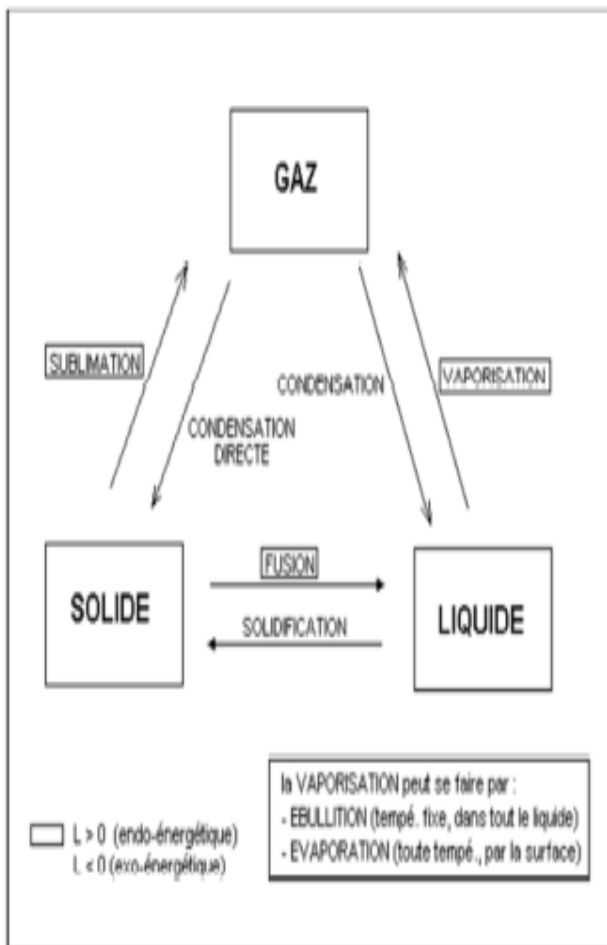 GAZ
SUBLIMATION
CONDENSATION
DIRECTE
CONDENSATION
VAPORISATION
SOLIDE
FUSION
SOLIDIFICATION
LIQUIDE
L > 0 (endo-énergétique)
L < 0 (exo-énergétique)
la VAPORISATION peut se faire par :
- EBULLITION (tempé. fixe, dans tout le liquide)
- EVAPORATION (toute tempé., par la surface)